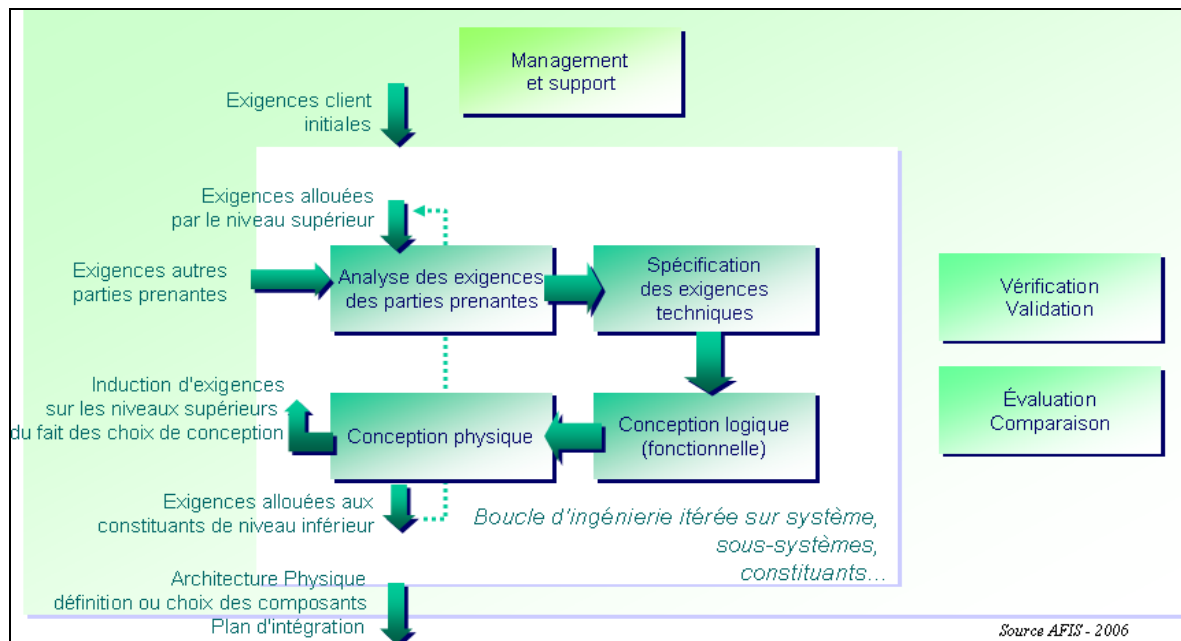 Management
et support
Exigences client
initiales
Exigences allouées
par le niveau supérieur
Exigences autres
parties prenantes
Analyse des exigences
des parties prenantes
Spécification
des exigences
techniques
Vérification
Validation
Induction d'exigences
sur les niveaux supérieurs
du fait des choix de conception
Conception physique
Conception logique
(fonctionnelle)
Évaluation
Comparaison
Exigences allouées aux
constituants de niveau inférieur
Boucle d'ingénierie itérée sur système,
sous-systèmes,
constituants...
Architecture Physique
définition ou choix des composants
Plan d'intégration
Source AFIS - 2006